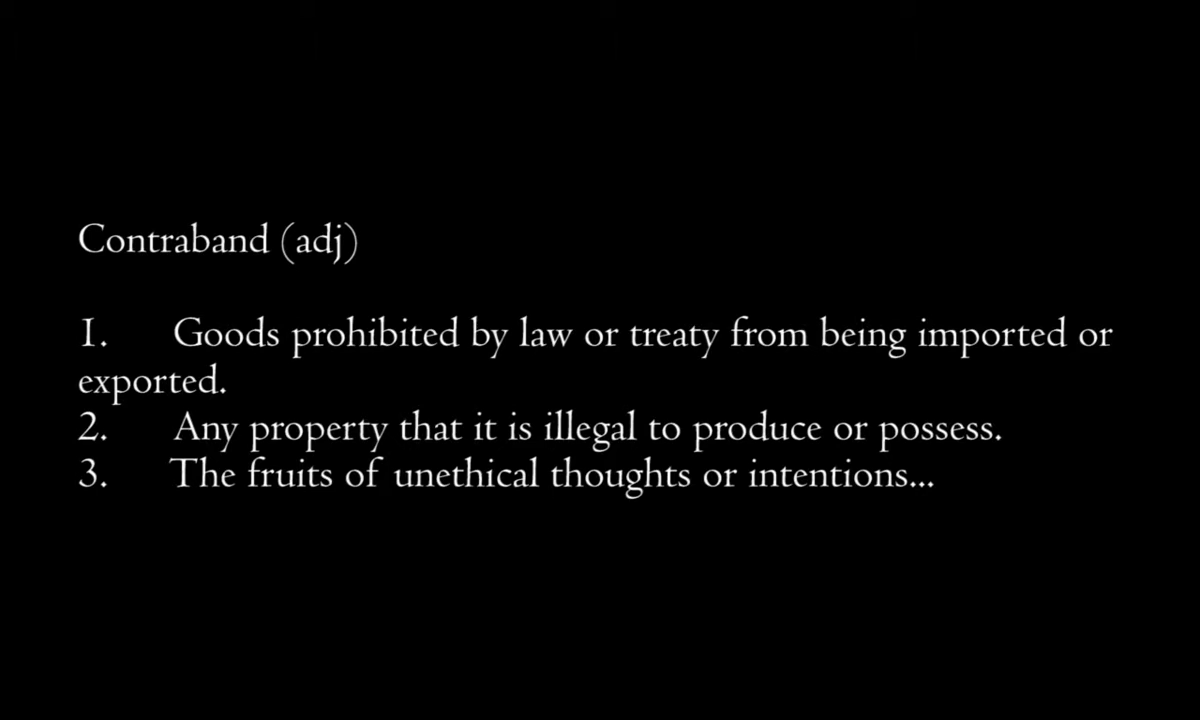 Contraband (adj)
1. Goods prohibited by law or treaty from being imported or
exported.
2. Any property that it is illegal to produce or possess.
3. The fruits of unethical thoughts or intentions...